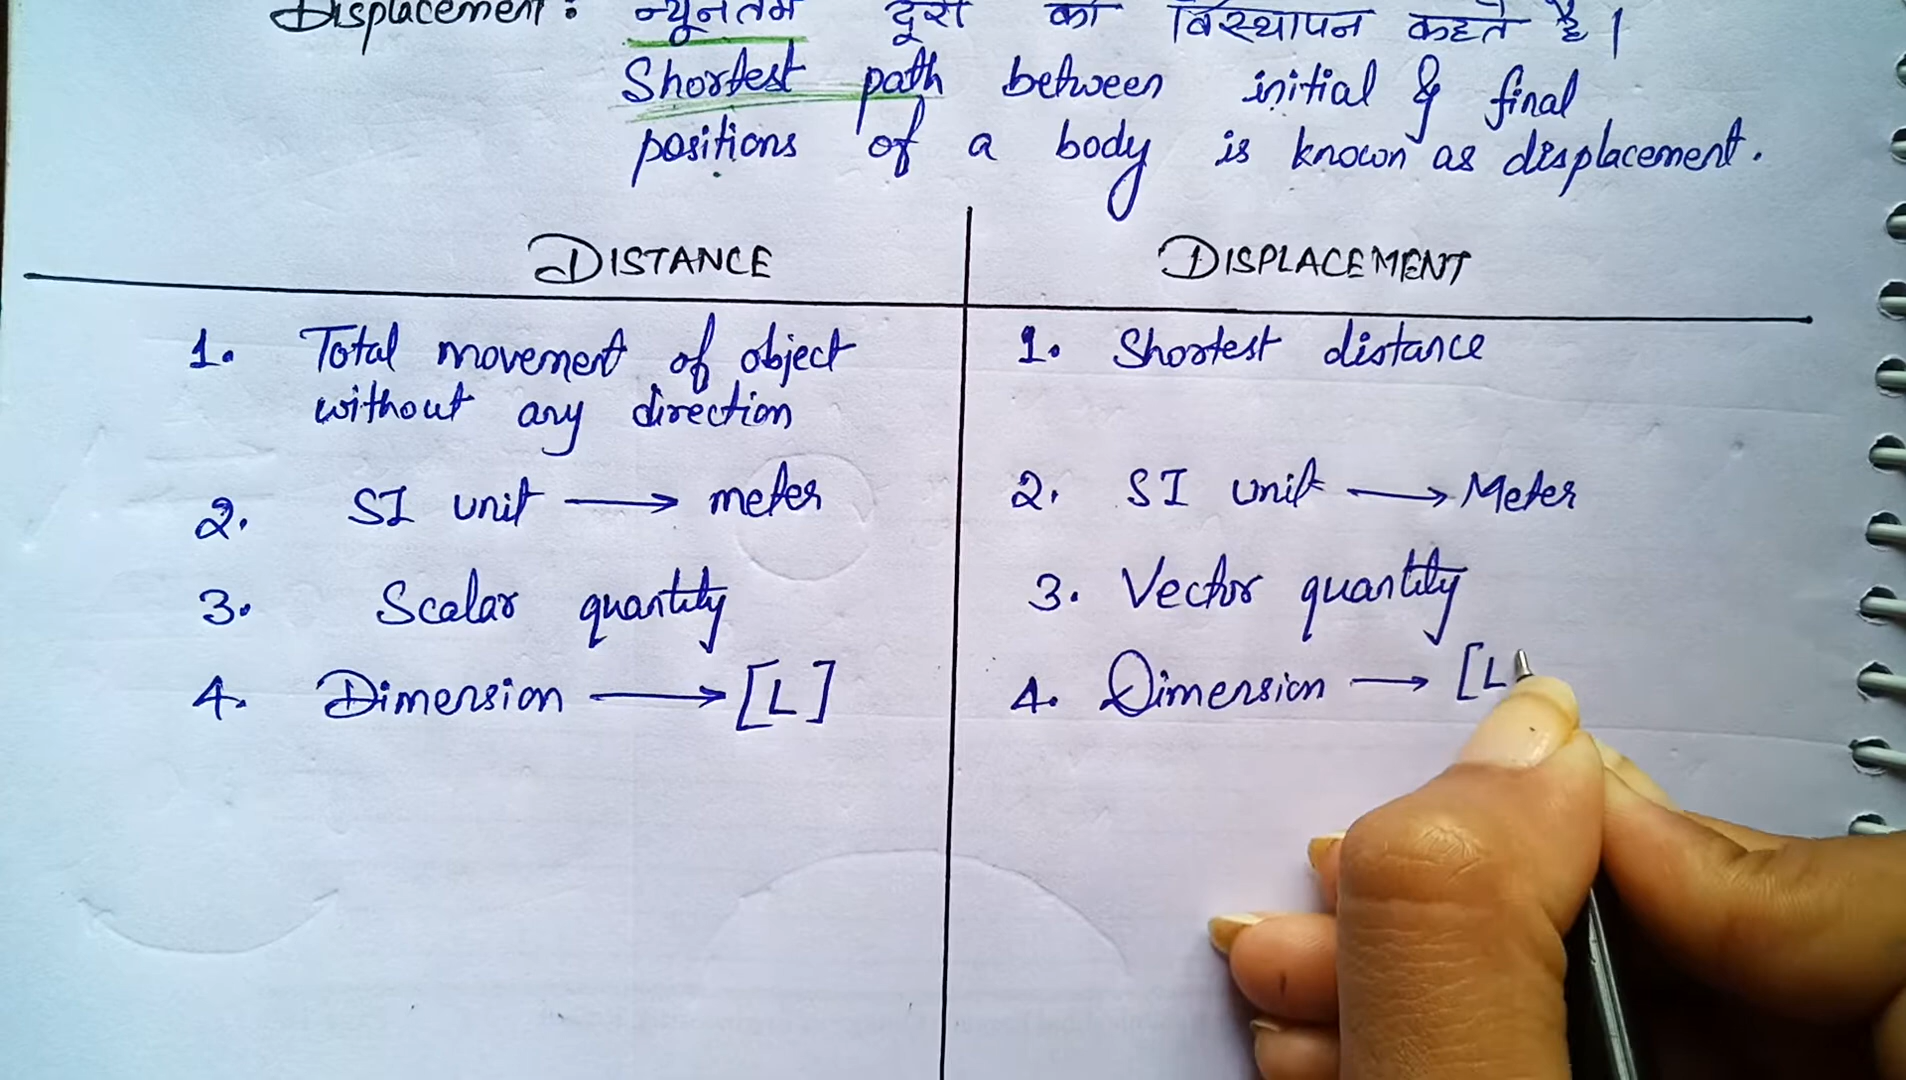 Displacement: न्यूनतम दूरी को विस्थापन कहते है।
Shortest path between initial & final
positions of a body is known as displacement.
DISTANCE
1. Total movement of object
without any direction
2. SI unit → meter
3. Scalar quantity
4. Dimension → [L]
DISPLACEMENT
1. Shortest distance
2. SI unit → Meter
3. Vector quantity
4. Dimension → [L